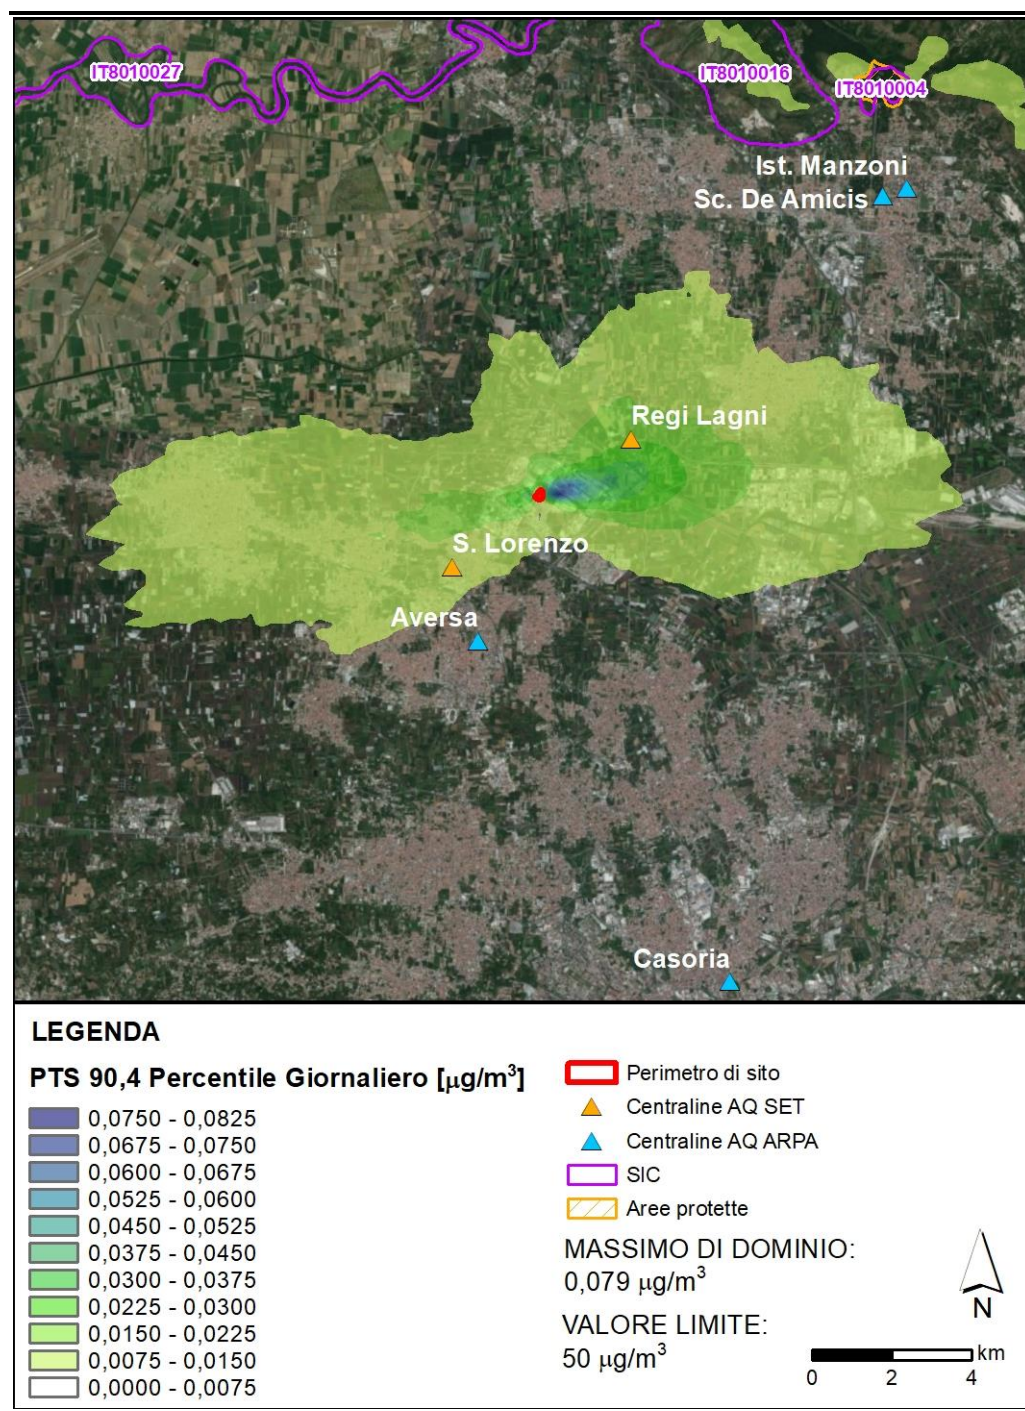 IT8010027
IT8010016
IT8010004
Ist. Manzoni
Sc. De Amicis
Regi Lagni
S. Lorenzo
Aversa
Casoria
LEGENDA
PTS 90,4 Percentile Giornaliero [µg/m³]
0,0750 - 0,0825
0,0675 - 0,0750
0,0600 - 0,0675
0,0525 - 0,0600
0,0450 - 0,0525
0,0375 - 0,0450
0,0300 - 0,0375
0,0225 - 0,0300
0,0150 - 0,0225
0,0075 - 0,0150
0,0000 - 0,0075
Perimetro di sito
Centraline AQ SET
Centraline AQ ARPA
SIC
Aree protette
MASSIMO DI DOMINIO:
0,079 µg/m³
VALORE LIMITE:
50 µg/m³
N
km
0 2 4